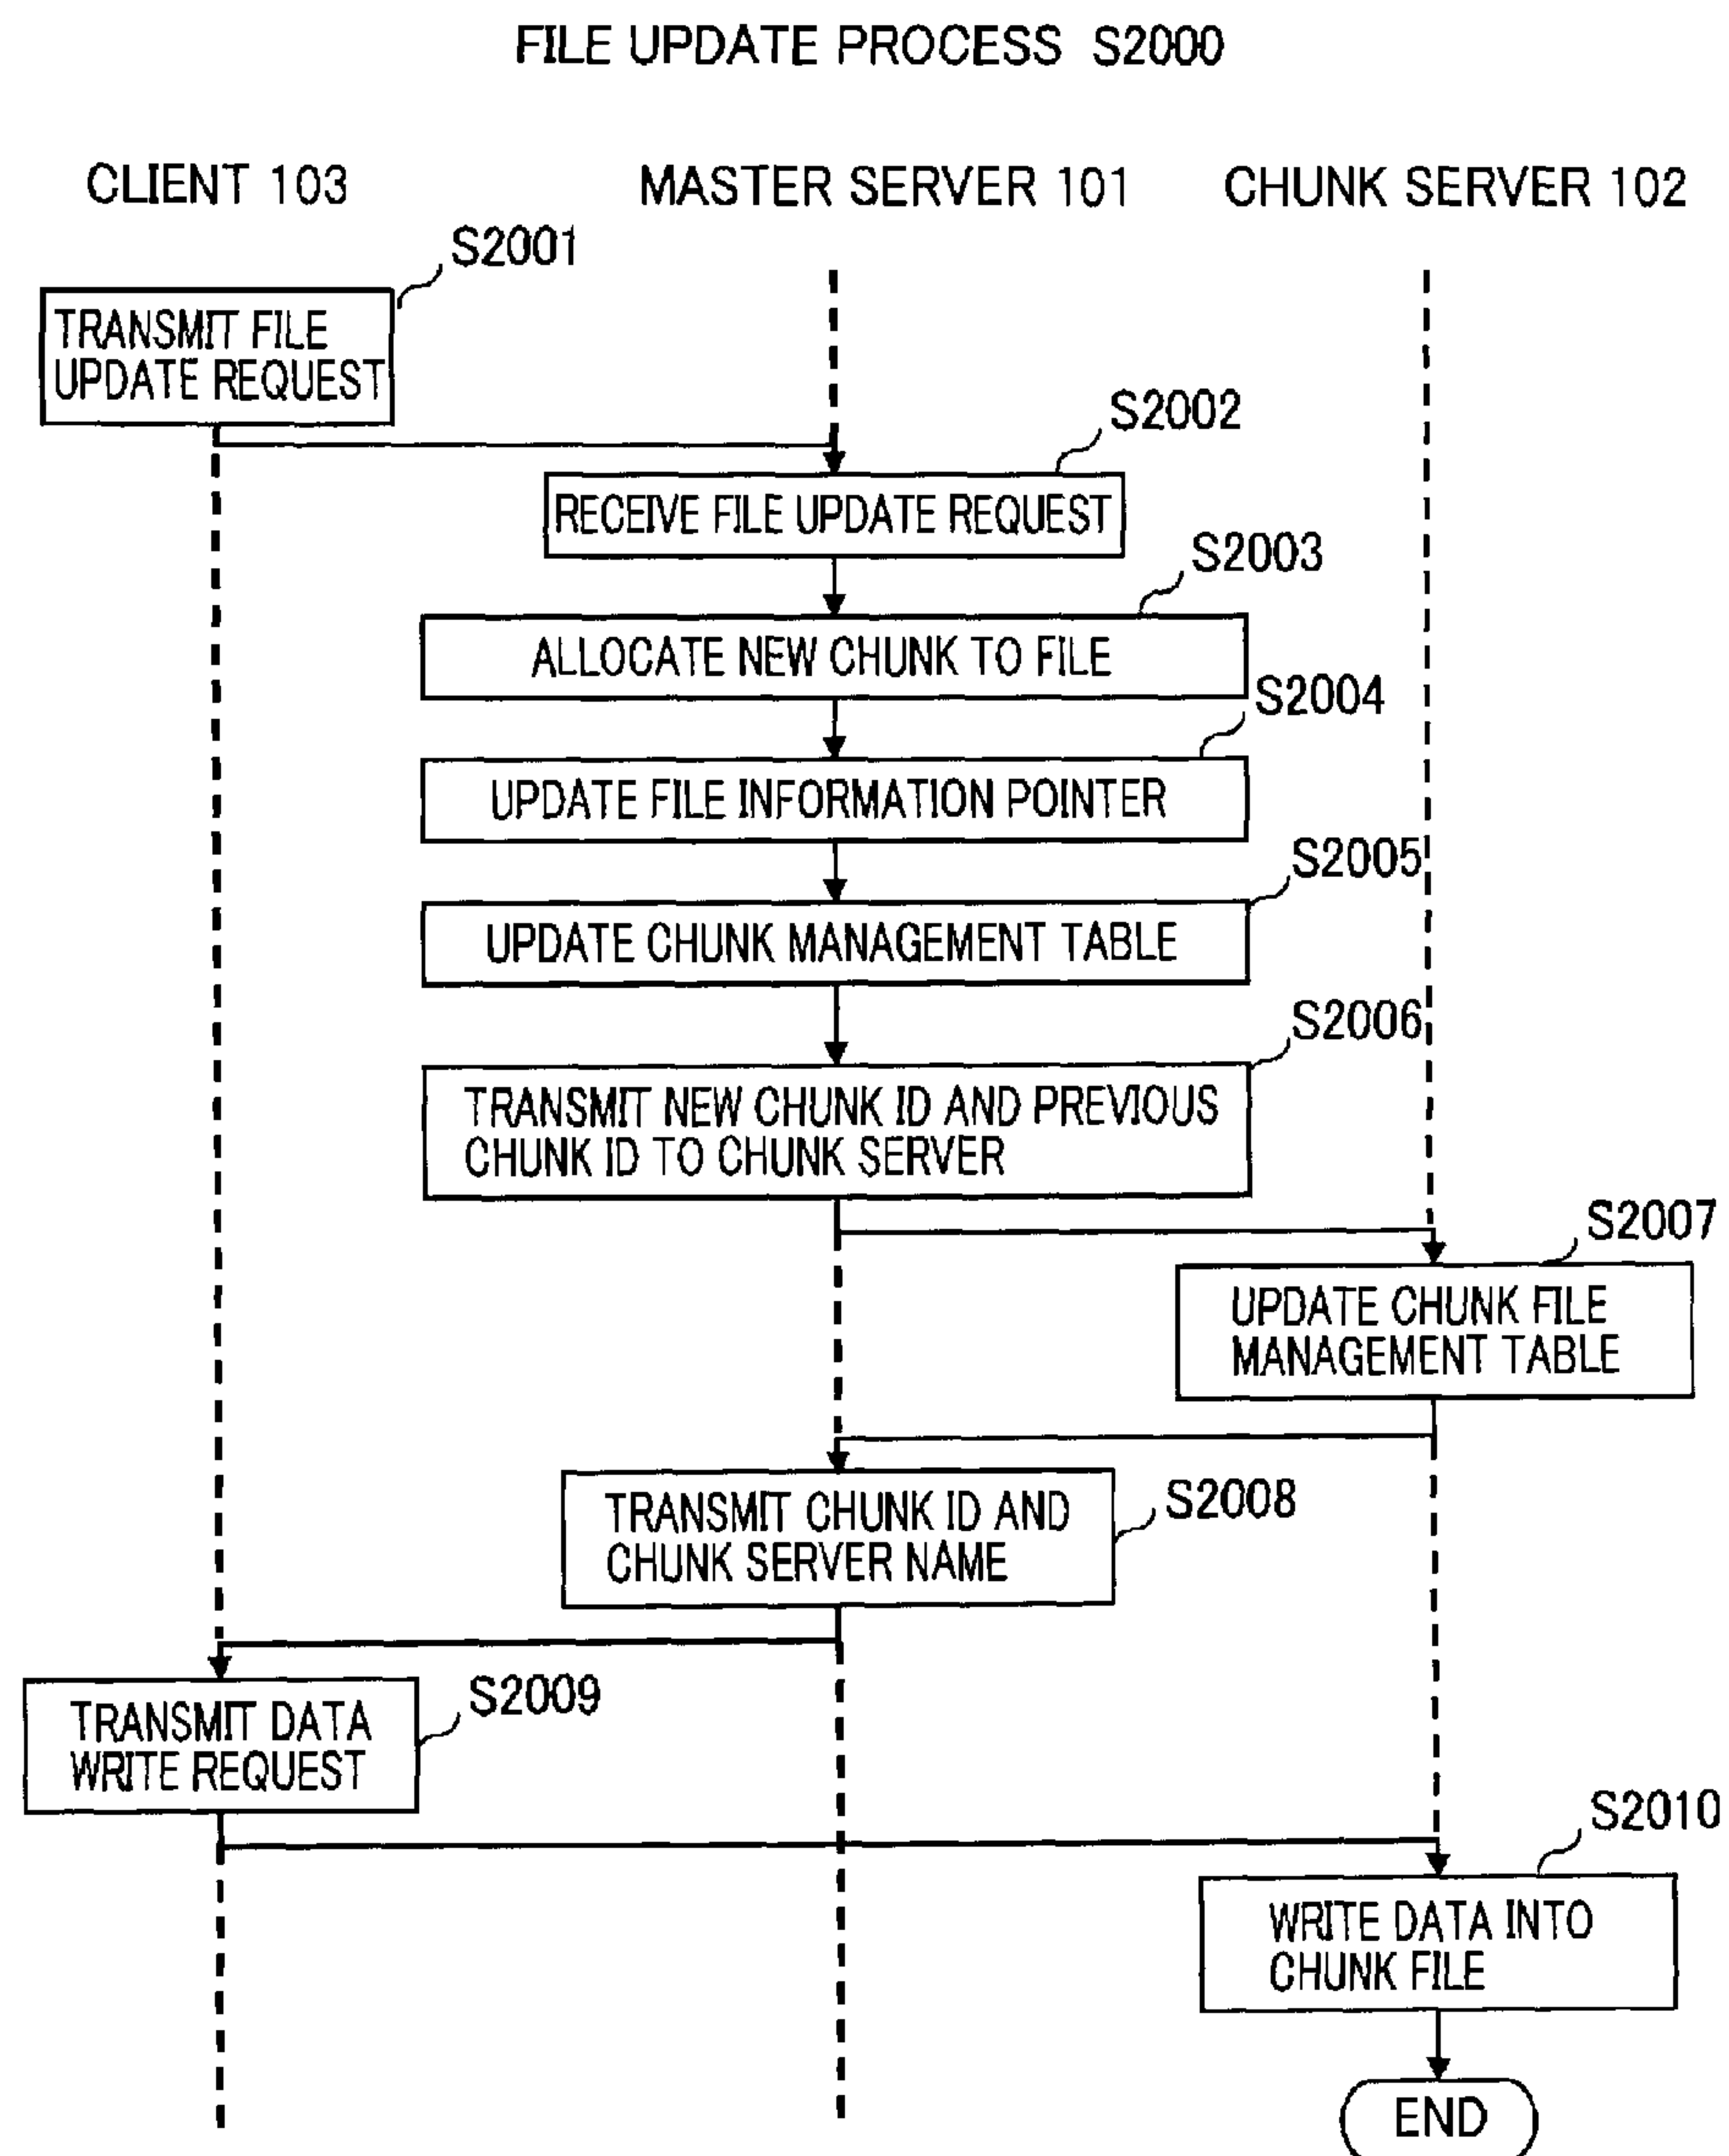 FILE UPDATE PROCESS S2000
CLIENT 103
MASTER SERVER 101
CHUNK SERVER 102
S2001
TRANSMIT FILE
UPDATE REQUEST
S2002
RECEIVE FILE UPDATE REQUEST
S2003
ALLOCATE NEW CHUNK TO FILE
S2004
UPDATE FILE INFORMATION POINTER
S2005
UPDATE CHUNK MANAGEMENT TABLE
S2006
TRANSMIT NEW CHUNK ID AND PREVIOUS
CHUNK ID TO CHUNK SERVER
S2007
UPDATE CHUNK FILE
MANAGEMENT TABLE
TRANSMIT CHUNK ID AND
CHUNK SERVER NAME
S2008
S2009
TRANSMIT DATA
WRITE REQUEST
S2010
WRITE DATA INTO
CHUNK FILE
END